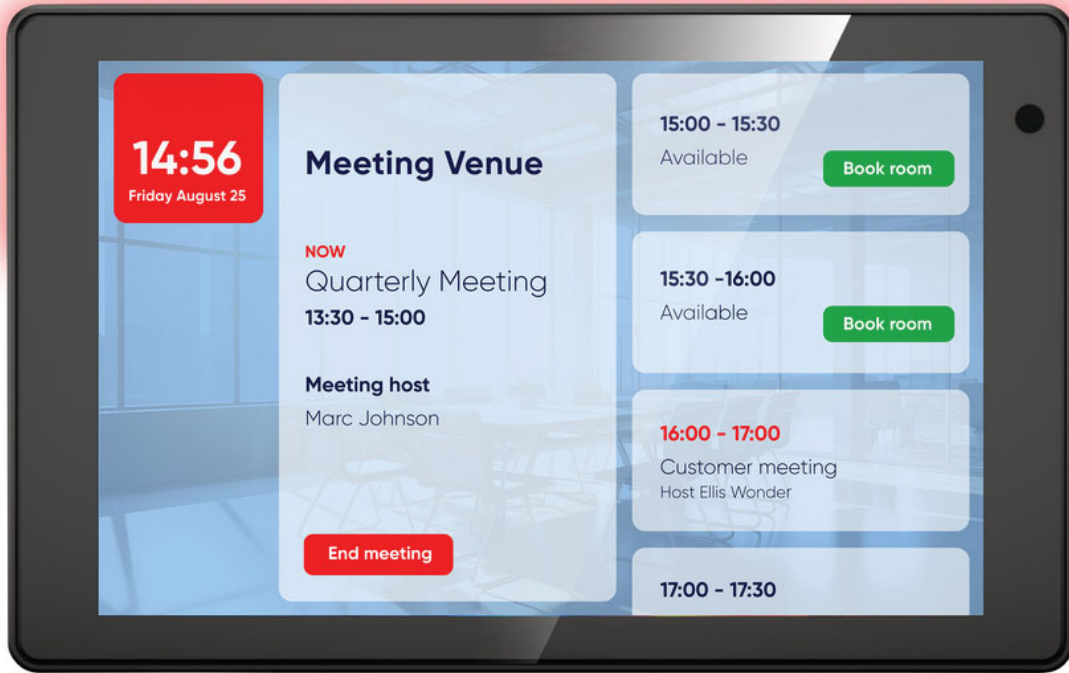 14:56
Friday August 25
Meeting Venue
NOW
Quarterly Meeting
13:30 - 15:00
Meeting host
Marc Johnson
End meeting
15:00 - 15:30
Available
Book room
15:30 -16:00
Available
Book room
16:00 - 17:00
Customer meeting
Host Ellis Wonder
17:00 - 17:30